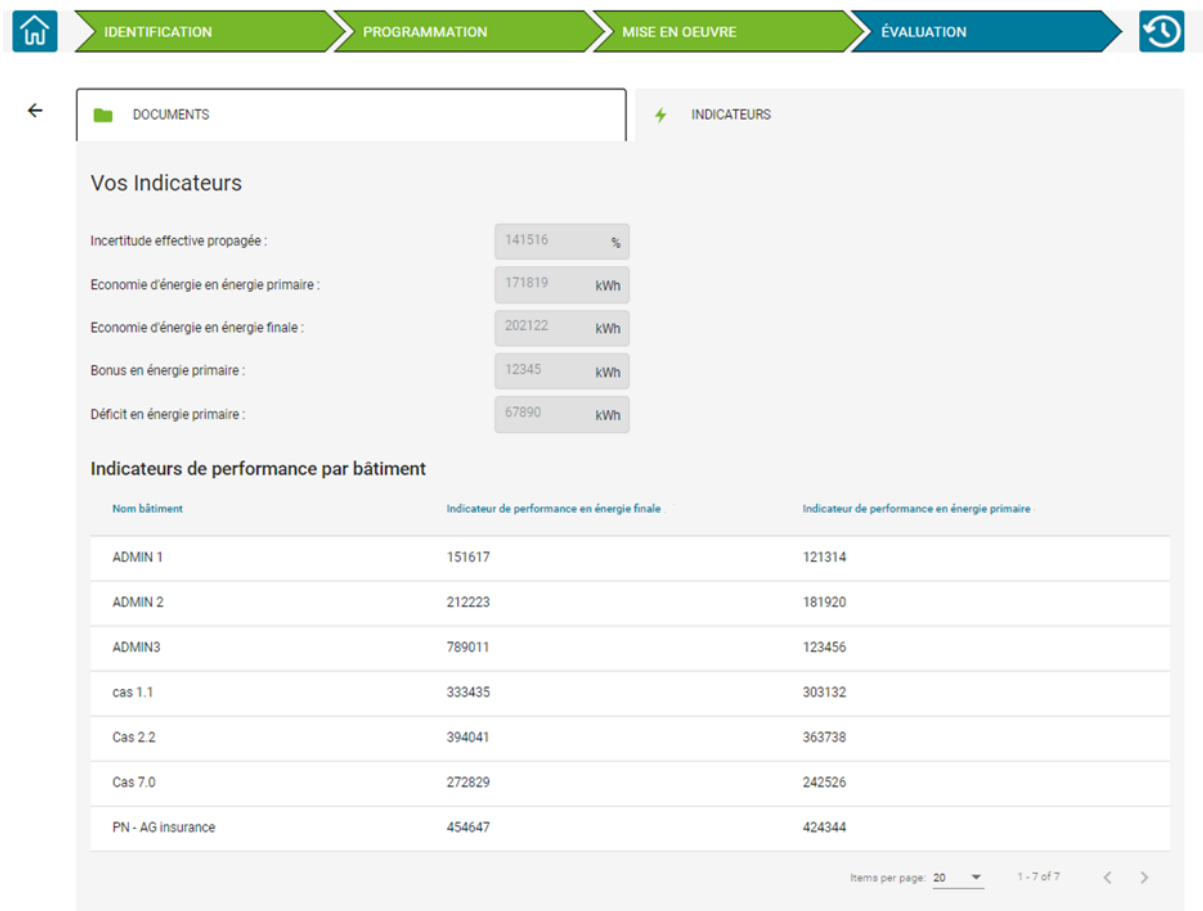 IDENTIFICATION PROGRAMMATION MISE EN OEUVRE ÉVALUATION
DOCUMENTS INDICATEURS
Vos Indicateurs
Incertitude effective propagée : 141516 %
Economie d'énergie en énergie primaire : 171819 kWh
Economie d'énergie en énergie finale : 202122 kWh
Bonus en énergie primaire : 12345 kWh
Déficit en énergie primaire : 67890 kWh
Indicateurs de performance par bâtiment
Nom bâtiment Indicateur de performance en énergie finale Indicateur de performance en énergie primaire
ADMIN 1 151617 121314
ADMIN 2 212223 181920
ADMIN3 789011 123456
cas 1.1 333435 303132
Cas 2.2 394041 363738
Cas 7.0 272829 242526
PN - AG insurance 454647 424344
Items per page: 20 1 - 7 of 7